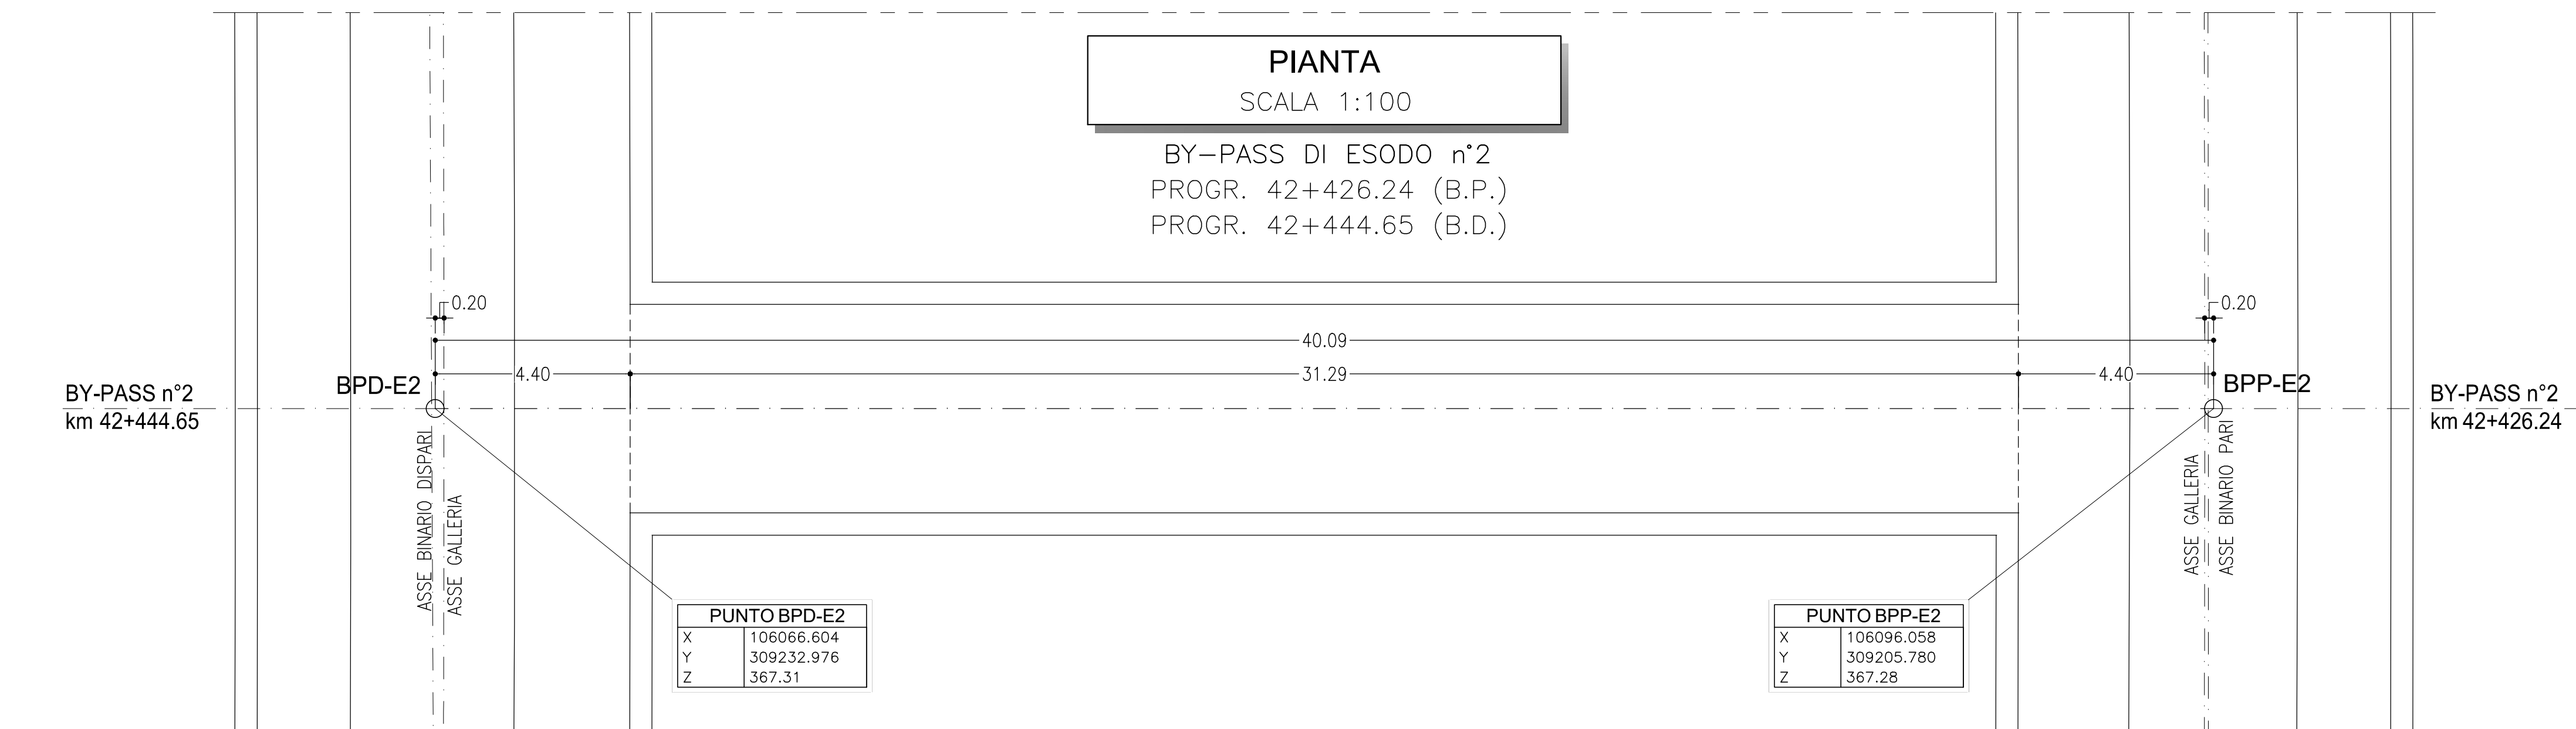 PIANTA
SCALA 1:100
BY-PASS DI ESODO n°2
PROGR. 42+426.24 (B.P.)
PROGR. 42+444.65 (B.D.)
0.20
0.20
40.09
4.40
31.29
4.40
BPD-E2
BPP-E2
BY-PASS n°2
km 42+444.65
BY-PASS n°2
km 42+426.24
ASSE BINARIO DISPARI
ASSE GALLERIA
ASSE GALLERIA
ASSE BINARIO PARI
PUNTO BPD-E2
X 106066.604
Y 309232.976
Z 367.31
PUNTO BPP-E2
X 106096.058
Y 309205.780
Z 367.28